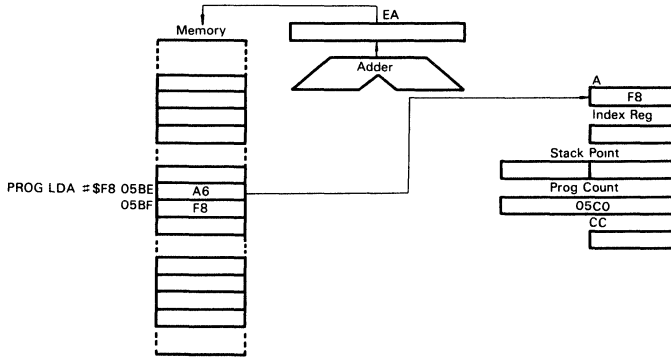 EA
Memory
Adder
A
F8
Index Reg
Stack Point
PROG LDA #$F8 05BE A6
Prog Count
05BF F8
05C0
CC